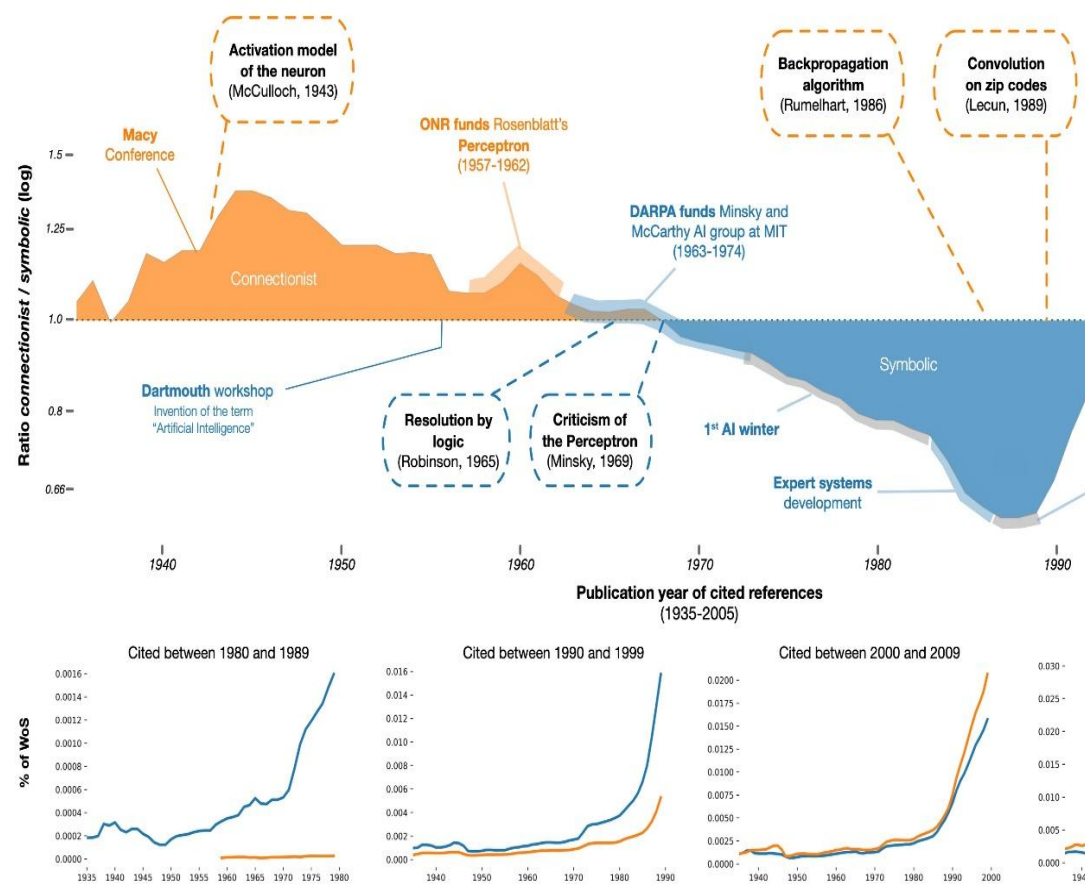 Activation model
of the neuron
(McCulloch, 1943)
Backpropagation
algorithm
(Rumelhart, 1986)
Convolution
on zip codes
(Lecun, 1989)
Macy
Conference
ONR funds Rosenblatt's
Perceptron
(1957-1962)
DARPA funds Minsky and
McCarthy AI group at MIT
(1963-1974)
Ratio connectionist / symbolic (log)
1.5
1.25
1.0
0.8
0.66
Connectionist
Symbolic
Dartmouth workshop
Invention of the term
"Artificial Intelligence"
Resolution by
logic
(Robinson, 1965)
Criticism of
the Perceptron
(Minsky, 1969)
1st AI winter
Expert systems
development
1940 1950 1960 1970 1980 1990
Publication year of cited references
(1935-2005)
% of WoS
Cited between 1980 and 1989
0.0016
0.0014
0.0012
0.0010
0.0008
0.0006
0.0004
0.0002
0.0000
1935 1940 1945 1950 1955 1960 1965 1970 1975 1980
Cited between 1990 and 1999
0.016
0.014
0.012
0.010
0.008
0.006
0.004
0.002
0.000
1940 1950 1960 1970 1980 1990
Cited between 2000 and 2009
0.0200
0.0175
0.0150
0.0125
0.0100
0.0075
0.0050
0.0025
0.0000
1940 1950 1960 1970 1980 1990 2000
0.030
0.025
0.020
0.015
0.010
0.005
0.000